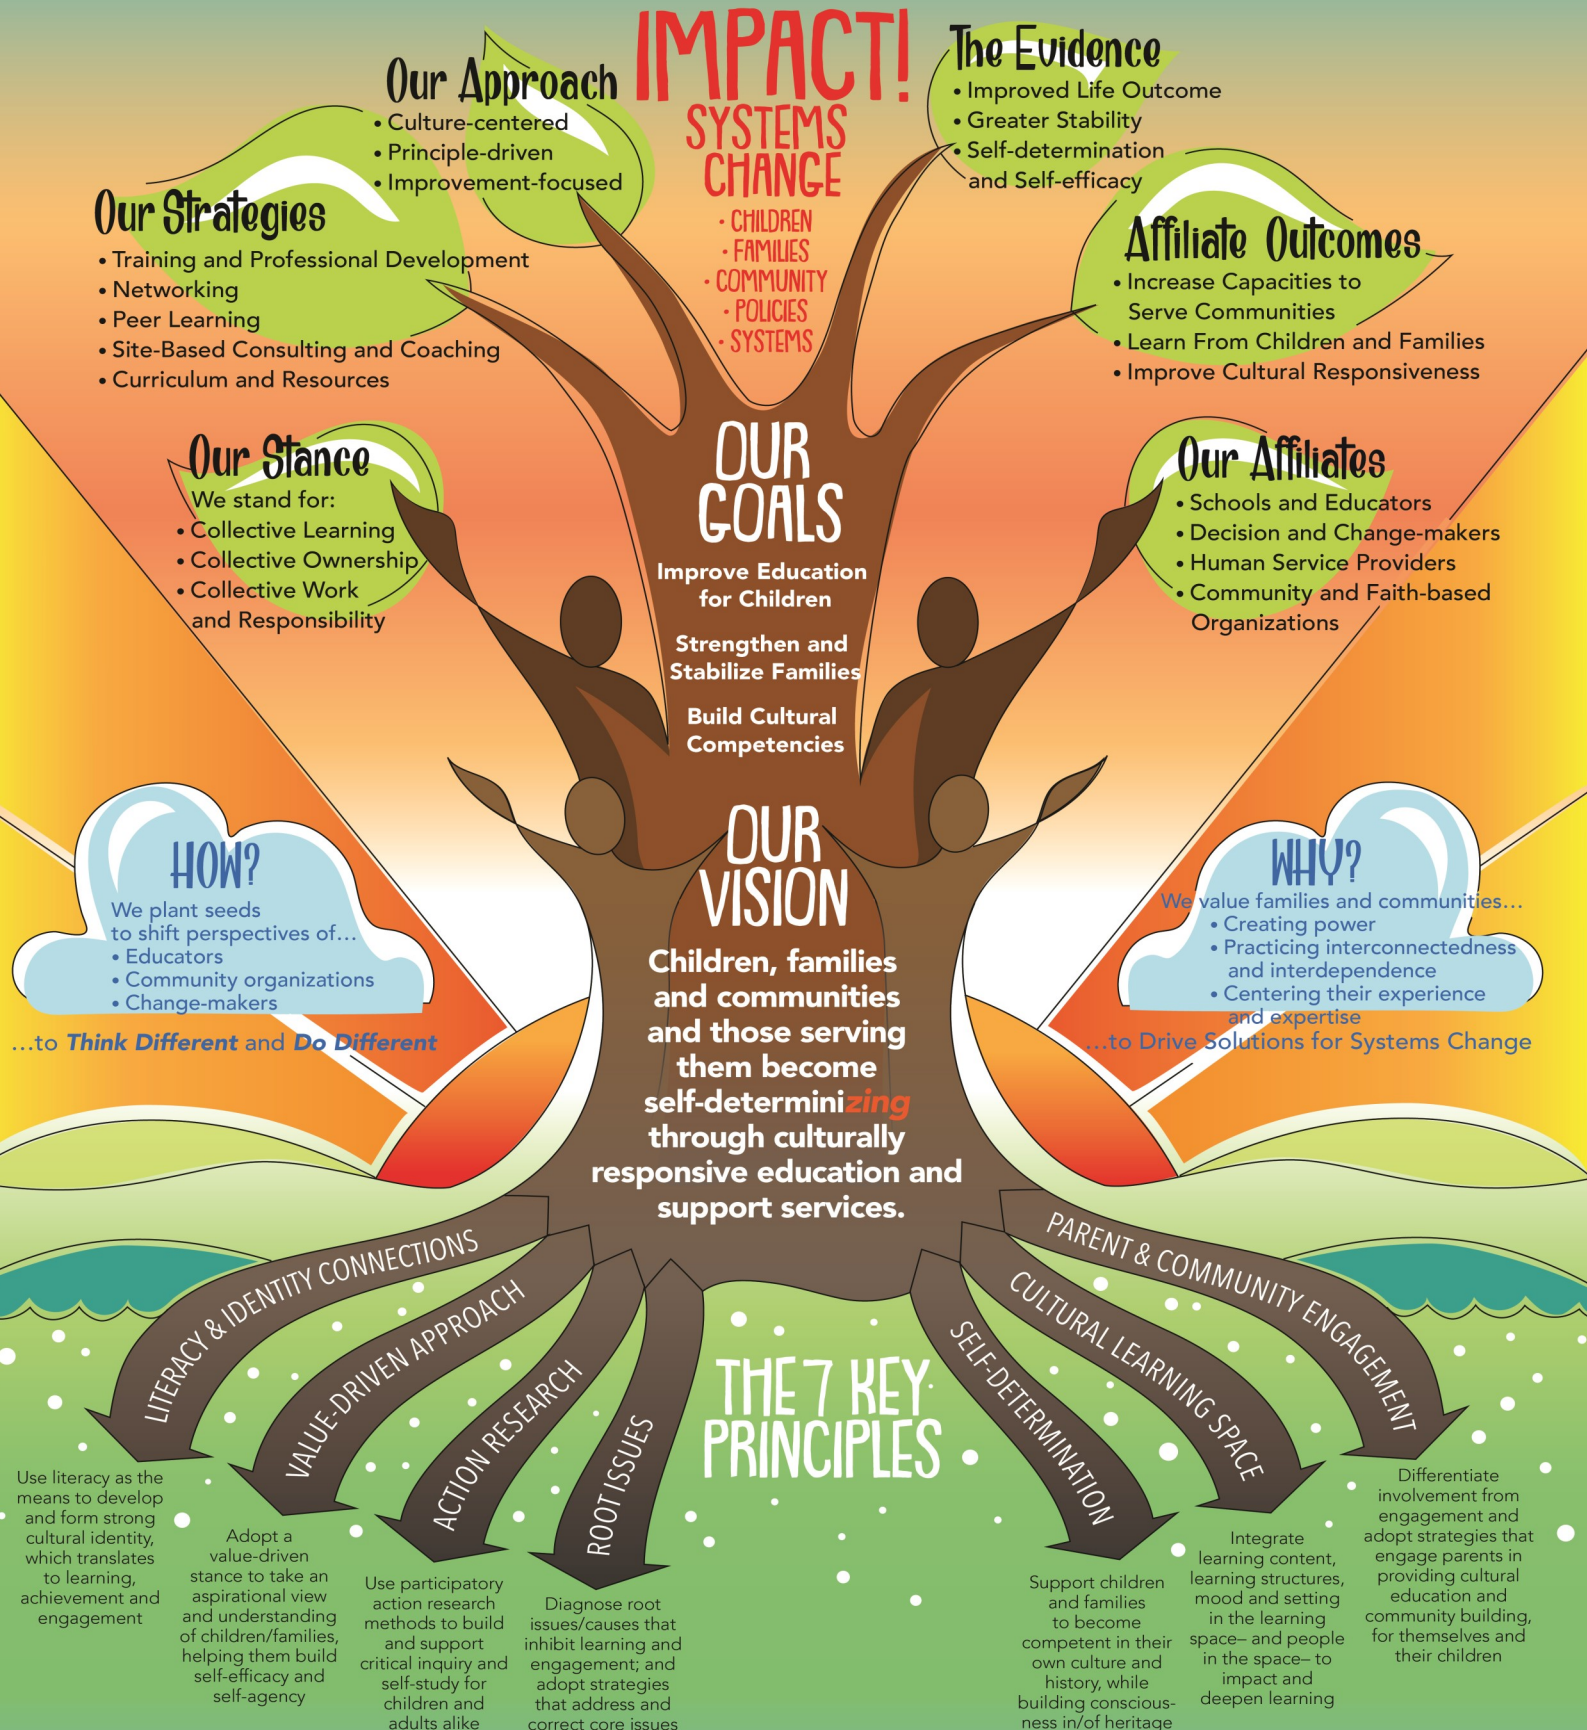 IMPACT!
SYSTEMS
CHANGE
• CHILDREN
• FAMILIES
• COMMUNITY
• POLICIES
• SYSTEMS
Our Approach
• Culture-centered
• Principle-driven
• Improvement-focused
The Evidence
• Improved Life Outcome
• Greater Stability
• Self-determination
and Self-efficacy
Our Strategies
• Training and Professional Development
• Networking
• Peer Learning
• Site-Based Consulting and Coaching
• Curriculum and Resources
Affiliate Outcomes
• Increase Capacities to
Serve Communities
• Learn From Children and Families
• Improve Cultural Responsiveness
Our Stance
We stand for:
• Collective Learning
• Collective Ownership
• Collective Work
and Responsibility
OUR
GOALS
Improve Education
for Children
Strengthen and
Stabilize Families
Build Cultural
Competencies
Our Affiliates
• Schools and Educators
• Decision and Change-makers
• Human Service Providers
• Community and Faith-based
Organizations
HOW?
We plant seeds
to shift perspectives of...
• Educators
• Community organizations
• Change-makers
...to Think Different and Do Different
OUR
VISION
Children, families
and communities
and those serving
them become
self-determinizing
through culturally
responsive education and
support services.
WHY?
We value families and communities...
• Creating power
• Practicing interconnectedness
and interdependence
• Centering their experience
and expertise
...to Drive Solutions for Systems Change
THE 7 KEY
PRINCIPLES
LITERACY & IDENTITY CONNECTIONS
Use literacy as the
means to develop
and form strong
cultural identity,
which translates
to learning,
achievement and
engagement
VALUE-DRIVEN APPROACH
Adopt a
value-driven
stance to take an
aspirational view
and understanding
of children/families,
helping them build
self-efficacy and
self-agency
ACTION RESEARCH
Use participatory
action research
methods to build
and support
critical inquiry and
self-study for
children and
adults alike
ROOT ISSUES
Diagnose root
issues/causes that
inhibit learning and
engagement; and
adopt strategies
that address and
correct core issues
SELF-DETERMINATION
Support children
and families
to become
competent in their
own culture and
history, while
building conscious-
ness in/of heritage
CULTURAL LEARNING SPACE
Integrate
learning content,
learning structures,
mood and setting
in the learning
space– and people
in the space– to
impact and
deepen learning
PARENT & COMMUNITY ENGAGEMENT
Differentiate
involvement from
engagement and
adopt strategies that
engage parents in
providing cultural
education and
community building,
for themselves and
their children